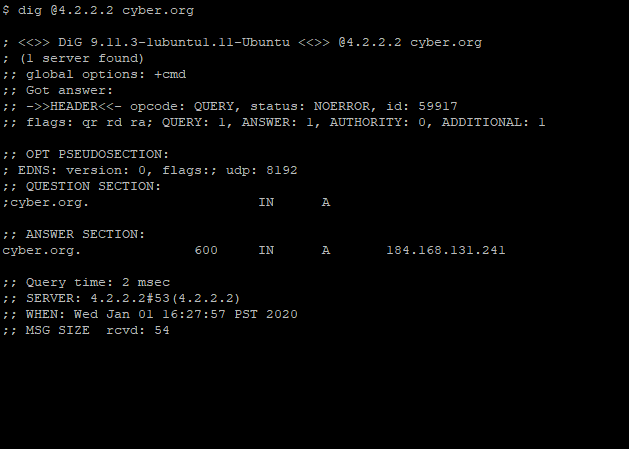 $ dig @4.2.2.2 cyber.org
; <<>> DiG 9.11.3-1ubuntu1.11-Ubuntu <<>> @4.2.2.2 cyber.org
; (1 server found)
;; global options: +cmd
;; Got answer:
;; ->>HEADER<<- opcode: QUERY, status: NOERROR, id: 59917
;; flags: qr rd ra; QUERY: 1, ANSWER: 1, AUTHORITY: 0, ADDITIONAL: 1
;; OPT PSEUDOSECTION:
; EDNS: version: 0, flags:; udp: 8192
;; QUESTION SECTION:
;cyber.org. IN A
;; ANSWER SECTION:
cyber.org. 600 IN A 184.168.131.241
;; Query time: 2 msec
;; SERVER: 4.2.2.2#53(4.2.2.2)
;; WHEN: Wed Jan 01 16:27:57 PST 2020
;; MSG SIZE rcvd: 54